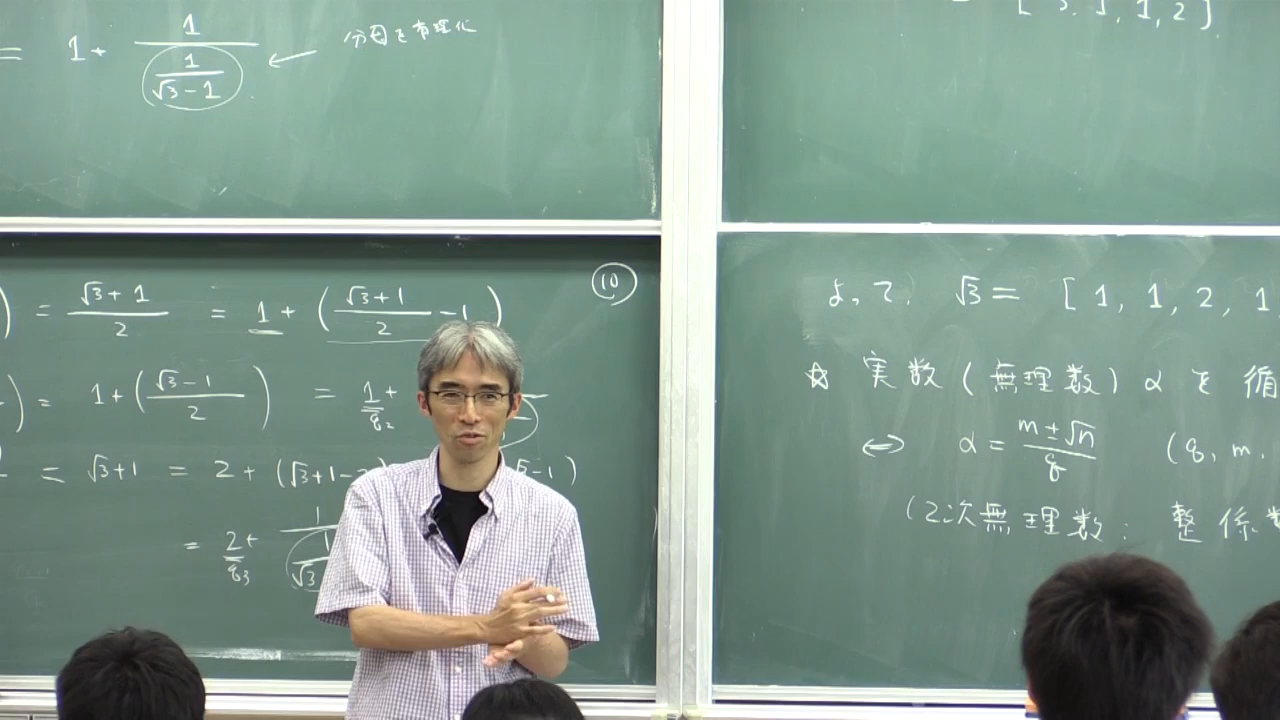 = 1 + 1/(1/(√3-1)) ← 分母を有理化
⑩
) = (√3+1)/2 = 1 + ((√3+1)/2 - 1)
) = 1 + ((√3-1)/2) = 1 +
q₂
= √3+1 = 2 + (√3+1- √3-1)
= 2 + 1/
q₃ √3
= [ 3, 1, 1, 2 ]
よって. √3 = [ 1, 1, 2, 1
☆ 実数 (無理数) α を 循
⟷ α = (m±√n)/q (q, m,
(2次無理数: 整係数